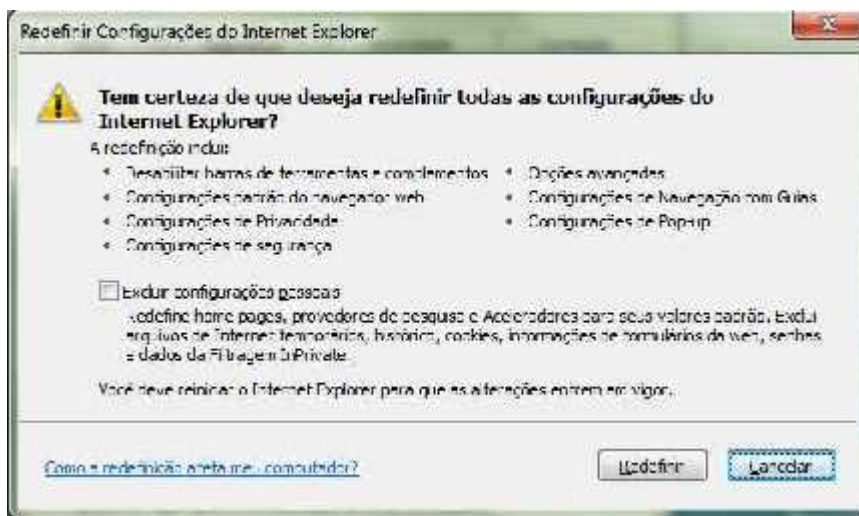 Redefinir Configurações do Internet Explorer
Tem certeza de que deseja redefinir todas as configurações do
Internet Explorer?
A redefinição inclui:
Desabilitar barras de ferramentas e complementos
Configurações padrão do navegador web
Configurações de Privacidade
Configurações de segurança
Opções avançadas
Configurações de Navegação com Guias
Configurações de Pop-up
Excluir configurações pessoais
Redefine home pages, provedores de pesquisa e Aceleradores para seus valores padrão. Exclui
arquivos de Internet temporários, histórico, cookies, informações de formulários da web, senhas
e dados da Filtragem InPrivate.
Você deve reiniciar o Internet Explorer para que as alterações entrem em vigor.
Como a redefinição afeta meu computador?
Redefinir
Cancelar